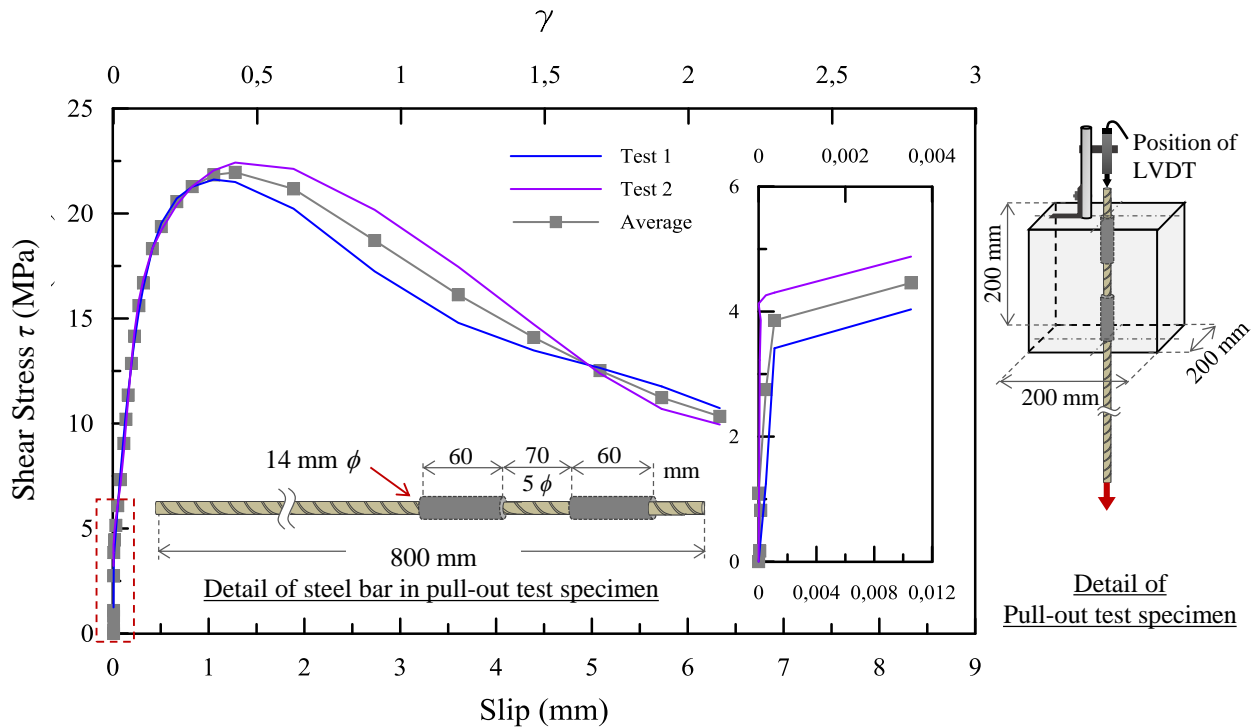 γ
0 0,5 1 1,5 2 2,5 3
25
20
15
10
5
0
Shear Stress τ (MPa)
0 1 2 3 4 5 6 7 8 9
Slip (mm)
Test 1
Test 2
Average
0 0,002 0,004
6
4
2
0
0 0,004 0,008 0,012
14 mm ϕ
60 70 60 mm
5 ϕ
800 mm
Detail of steel bar in pull-out test specimen
Position of
LVDT
200 mm
200 mm
200 mm
Detail of
Pull-out test specimen